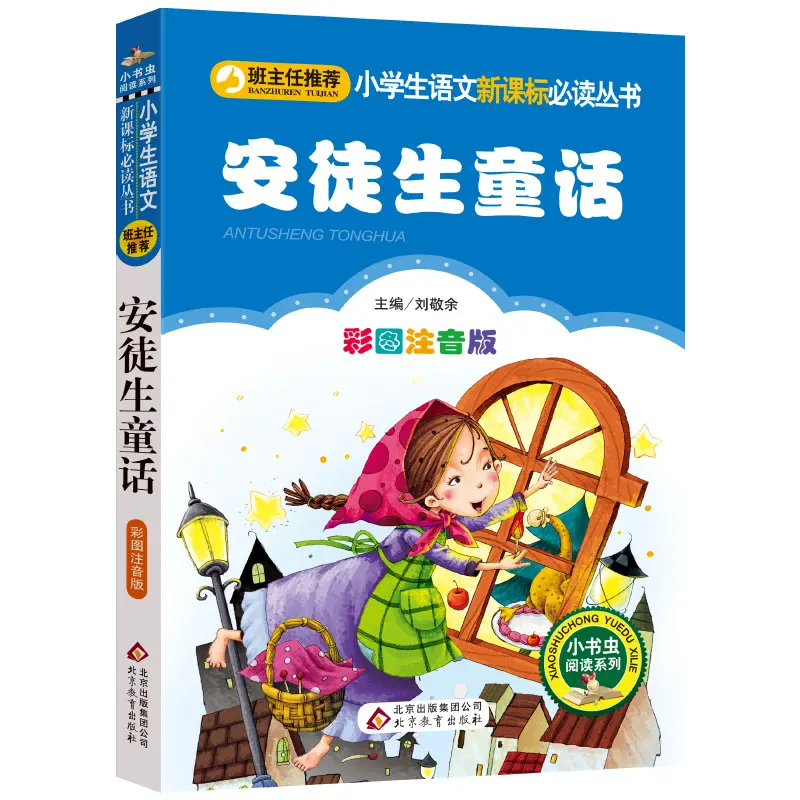 小书虫
阅读系列
小学生语文
新课标必读丛书
班主任
推荐
安徒生童话
彩图注音版
北京出版集团公司
北京教育出版社
班主任推荐
BANZHUREN TUIJIAN
小学生语文新课标必读丛书
安徒生童话
ANTUSHENG TONGHUA
主编/刘敬余
彩图注音版
XIAOSHUCHONG YUEDU XILIE
小书虫
阅读系列
北京出版集团公司
北京教育出版社